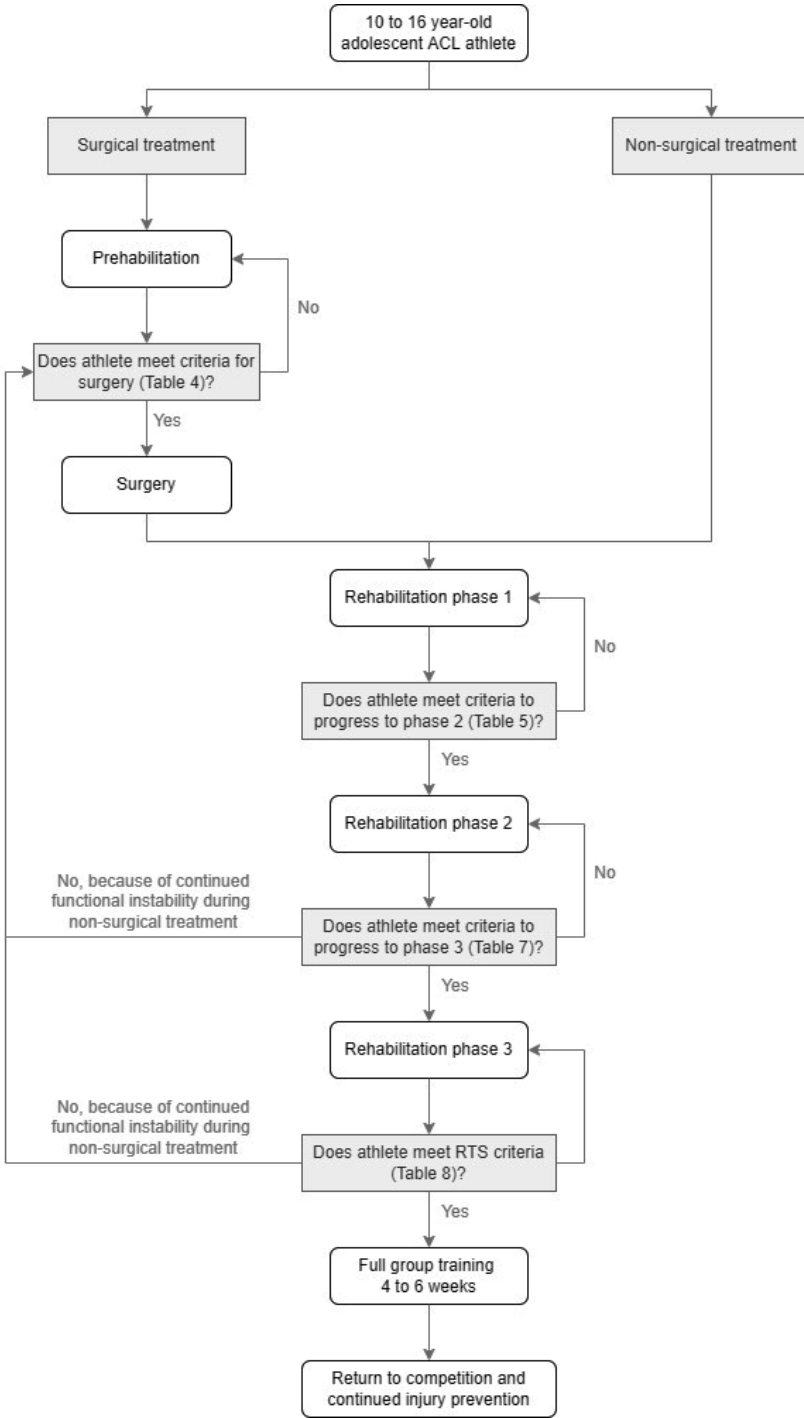 10 to 16 year-old
adolescent ACL athlete
Surgical treatment
Non-surgical treatment
Prehabilitation
No
Does athlete meet criteria for
surgery (Table 4)?
Yes
Surgery
Rehabilitation phase 1
No
Does athlete meet criteria to
progress to phase 2 (Table 5)?
Yes
Rehabilitation phase 2
No
No, because of continued
functional instability during
non-surgical treatment
Does athlete meet criteria to
progress to phase 3 (Table 7)?
Yes
Rehabilitation phase 3
No, because of continued
functional instability during
non-surgical treatment
Does athlete meet RTS criteria
(Table 8)?
Yes
Full group training
4 to 6 weeks
Return to competition and
continued injury prevention